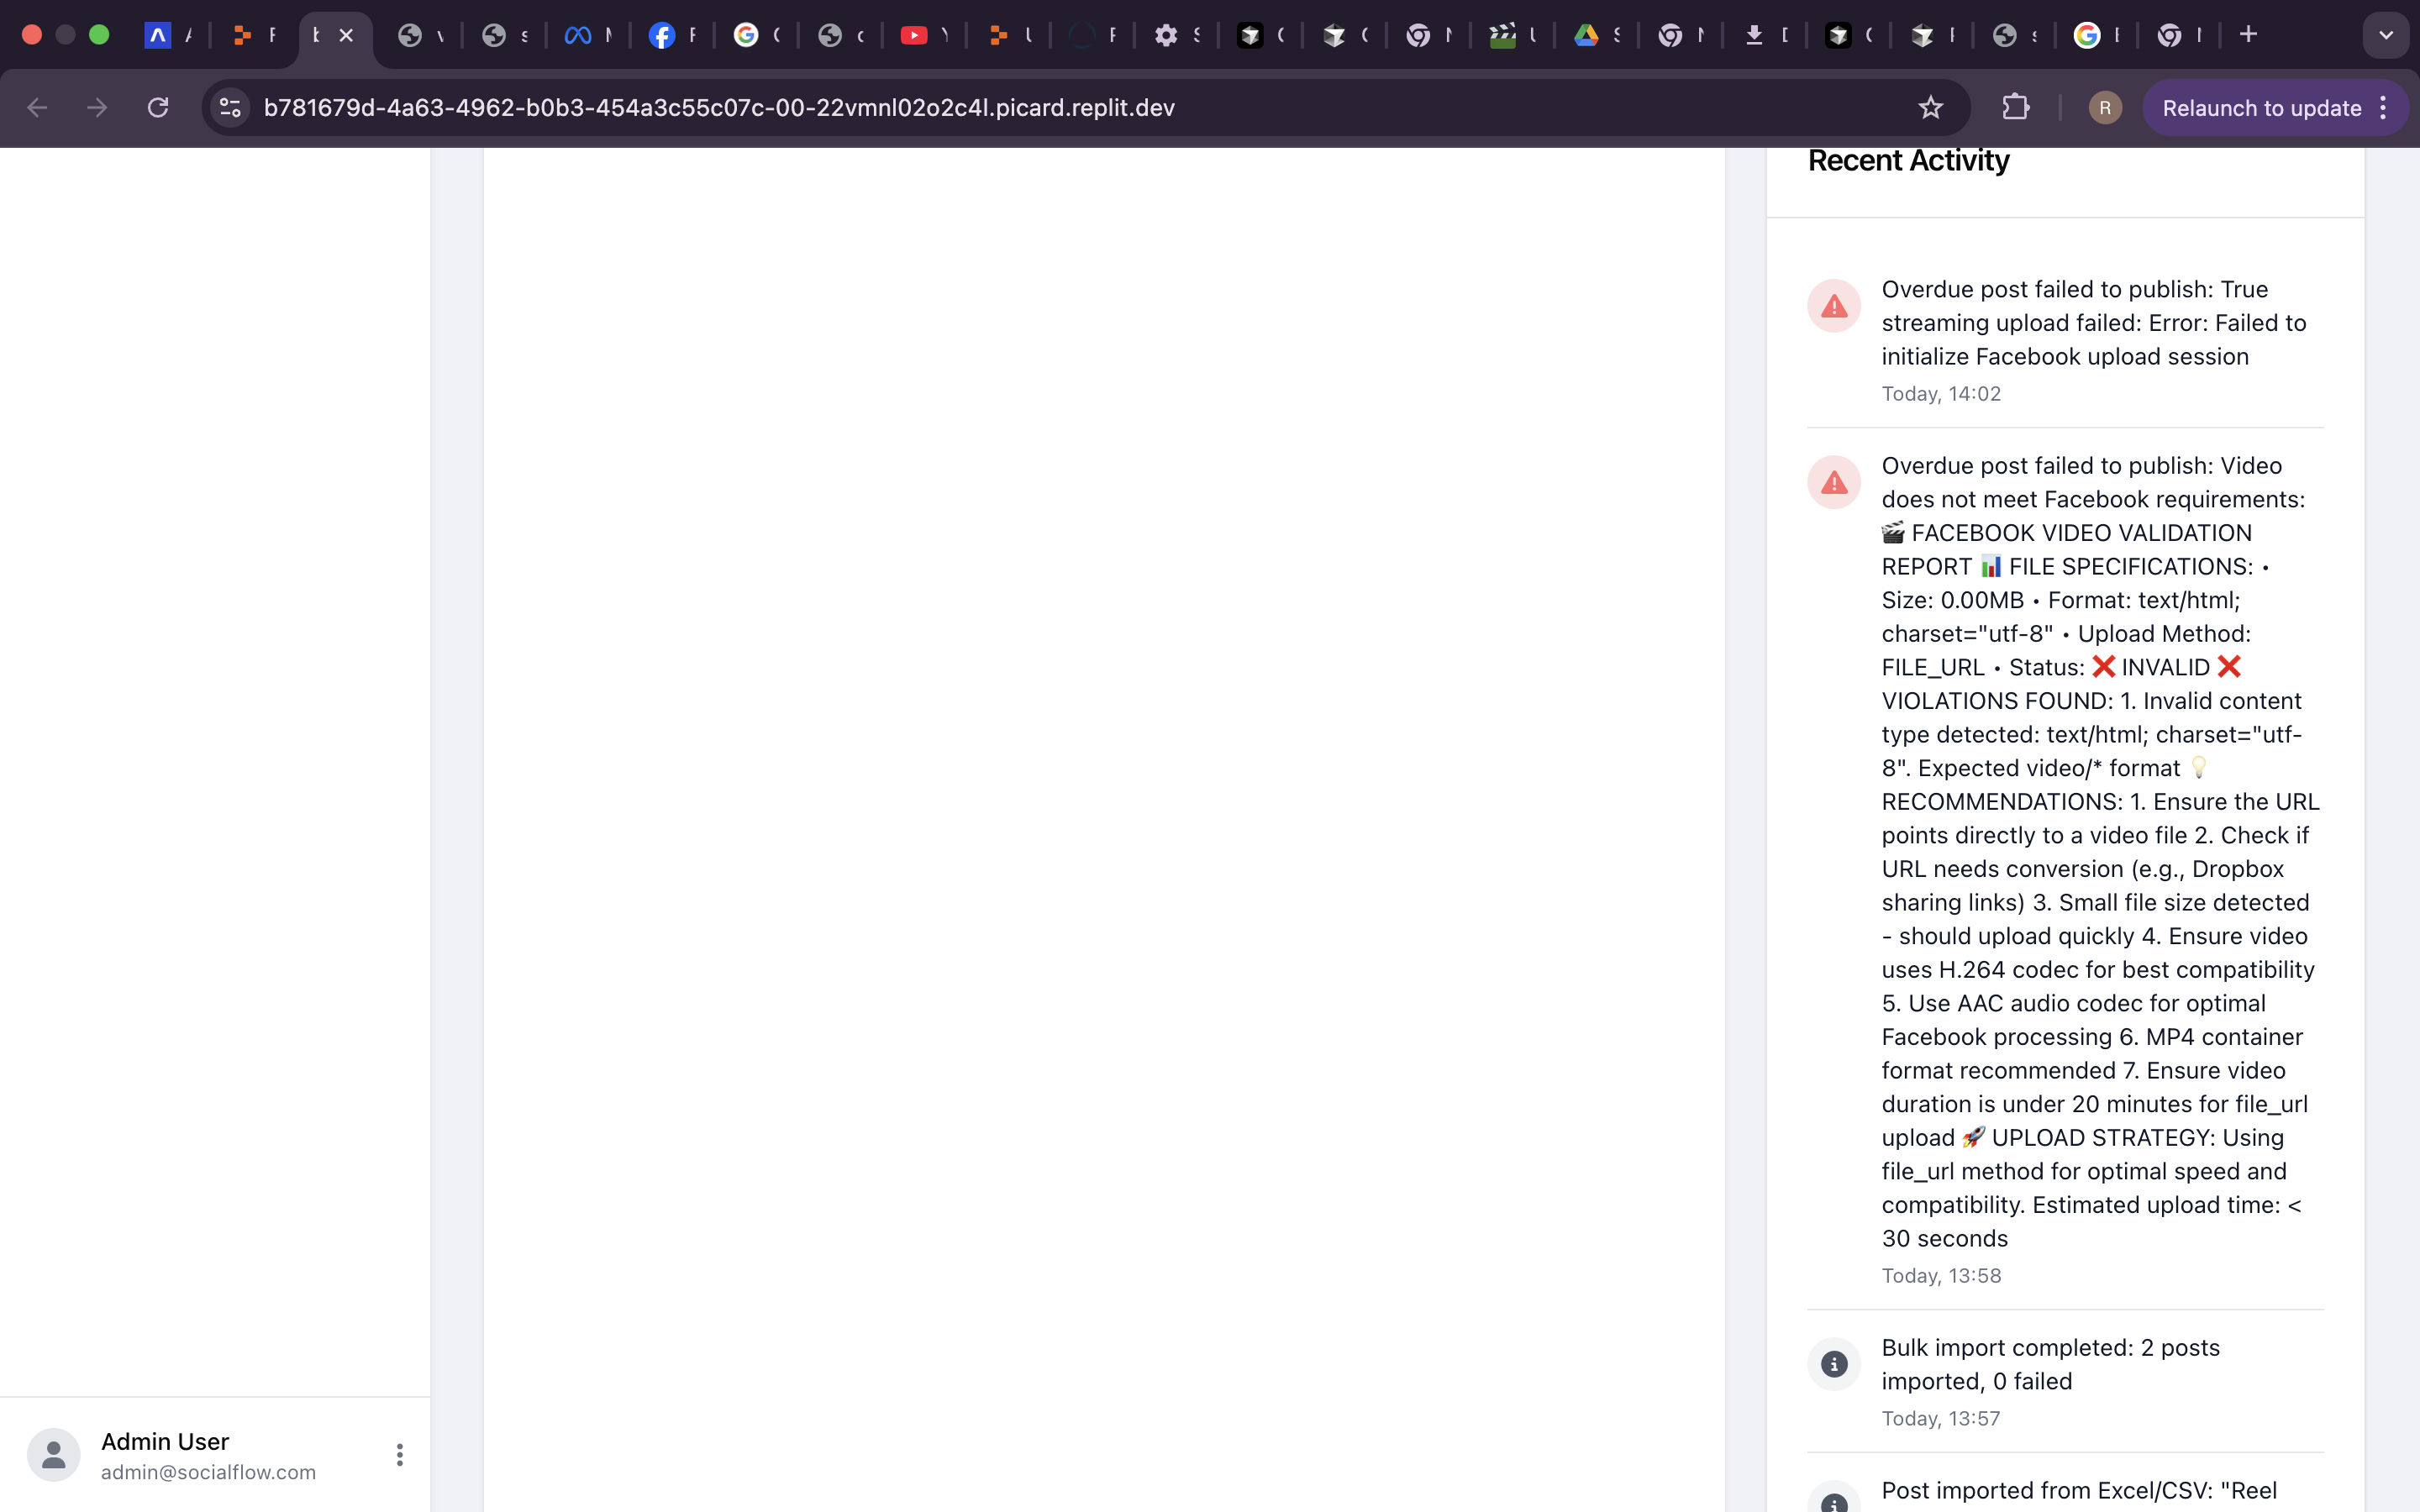 b781679d-4a63-4962-b0b3-454a3c55c07c-00-22vmnl02o2c4l.picard.replit.dev
R
Relaunch to update
Recent Activity
Overdue post failed to publish: True
streaming upload failed: Error: Failed to
initialize Facebook upload session
Today, 14:02
Overdue post failed to publish: Video
does not meet Facebook requirements:
🎬 FACEBOOK VIDEO VALIDATION
REPORT 📊 FILE SPECIFICATIONS: •
Size: 0.00MB • Format: text/html;
charset="utf-8" • Upload Method:
FILE_URL • Status: ❌ INVALID ❌
VIOLATIONS FOUND: 1. Invalid content
type detected: text/html; charset="utf-
8". Expected video/* format 💡
RECOMMENDATIONS: 1. Ensure the URL
points directly to a video file 2. Check if
URL needs conversion (e.g., Dropbox
sharing links) 3. Small file size detected
- should upload quickly 4. Ensure video
uses H.264 codec for best compatibility
5. Use AAC audio codec for optimal
Facebook processing 6. MP4 container
format recommended 7. Ensure video
duration is under 20 minutes for file_url
upload 🚀 UPLOAD STRATEGY: Using
file_url method for optimal speed and
compatibility. Estimated upload time: <
30 seconds
Today, 13:58
Bulk import completed: 2 posts
imported, 0 failed
Today, 13:57
Post imported from Excel/CSV: "Reel
Admin User
admin@socialflow.com